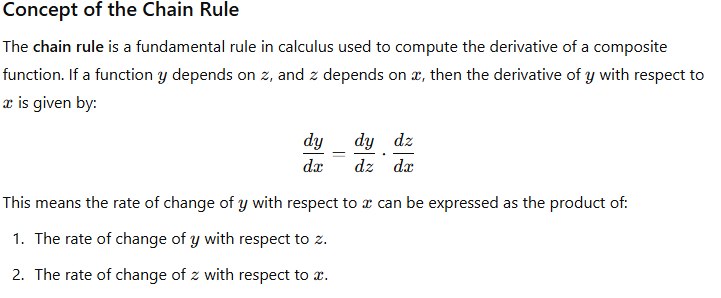 Concept of the Chain Rule
The chain rule is a fundamental rule in calculus used to compute the derivative of a composite
function. If a function y depends on z, and z depends on x, then the derivative of y with respect to
x is given by:
dy/dx = dy/dz · dz/dx
This means the rate of change of y with respect to x can be expressed as the product of:
1. The rate of change of y with respect to z.
2. The rate of change of z with respect to x.